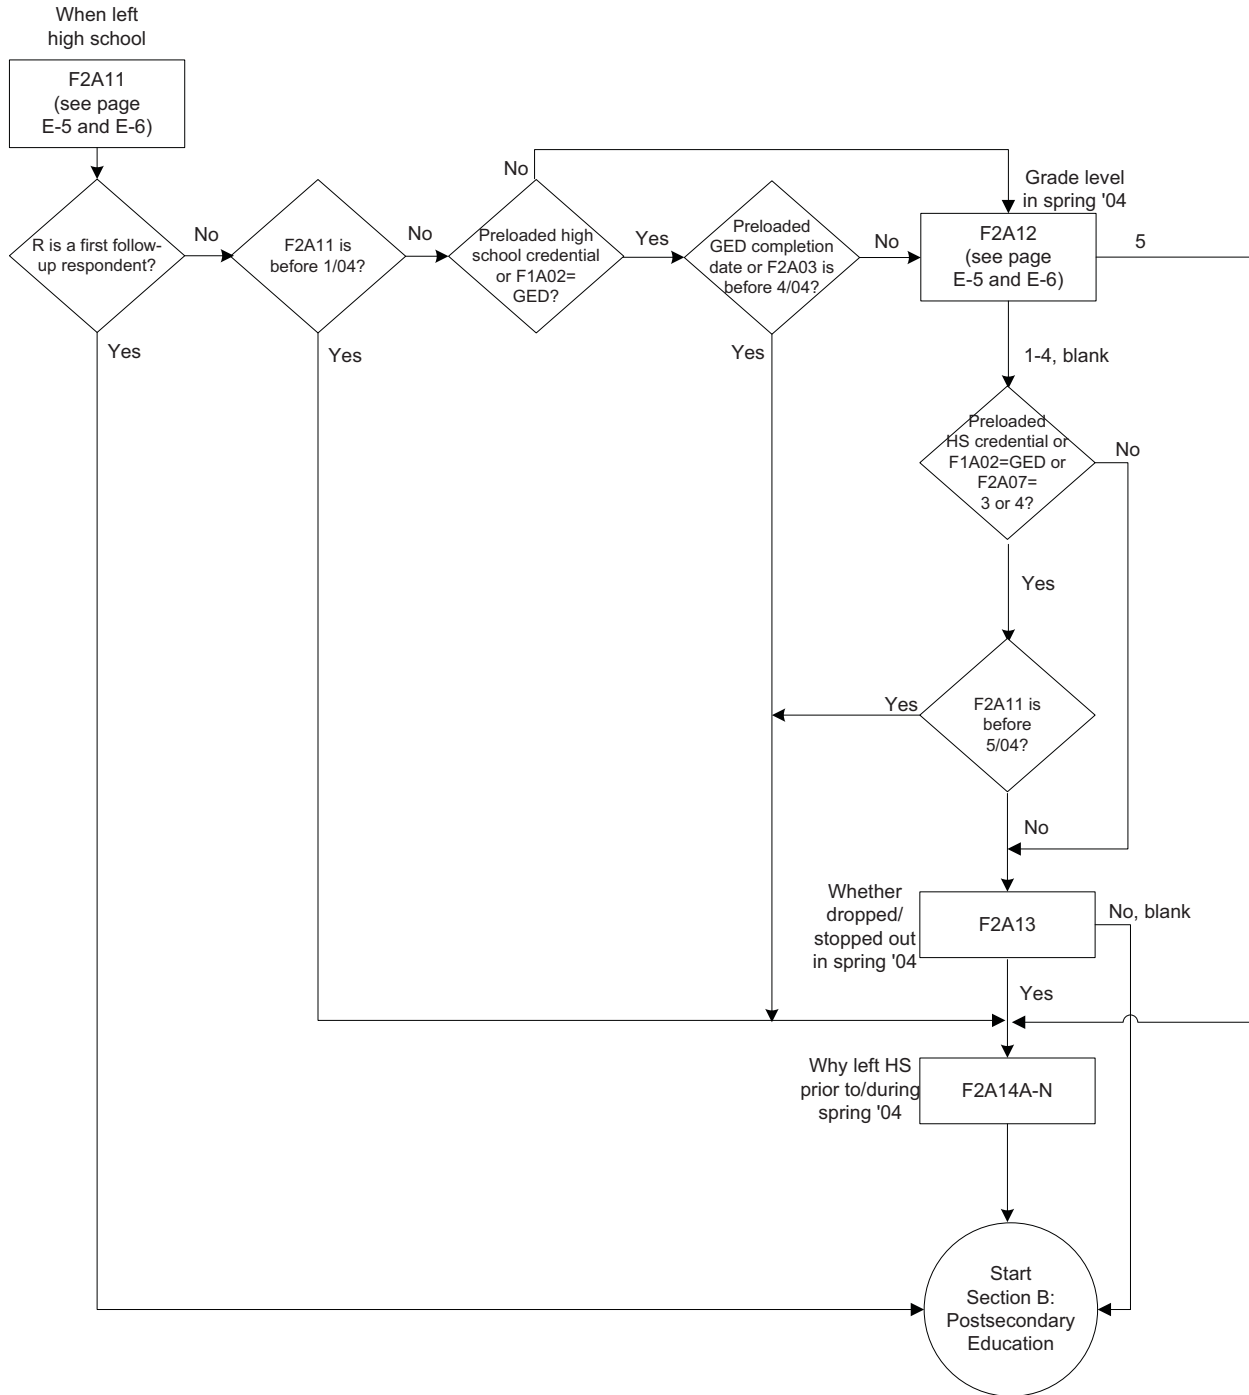 When left
high school
F2A11
(see page
E-5 and E-6)
R is a first follow-
up respondent?
No
Yes
F2A11 is
before 1/04?
No
Yes
No
Preloaded high
school credential
or F1A02=
GED?
Yes
Preloaded
GED completion
date or F2A03 is
before 4/04?
No
Yes
Grade level
in spring '04
F2A12
(see page
E-5 and E-6)
5
1-4, blank
Preloaded
HS credential or
F1A02=GED or
F2A07=
3 or 4?
No
Yes
F2A11 is
before
5/04?
Yes
No
Whether
dropped/
stopped out
in spring '04
F2A13
No, blank
Yes
Why left HS
prior to/during
spring '04
F2A14A-N
Start
Section B:
Postsecondary
Education